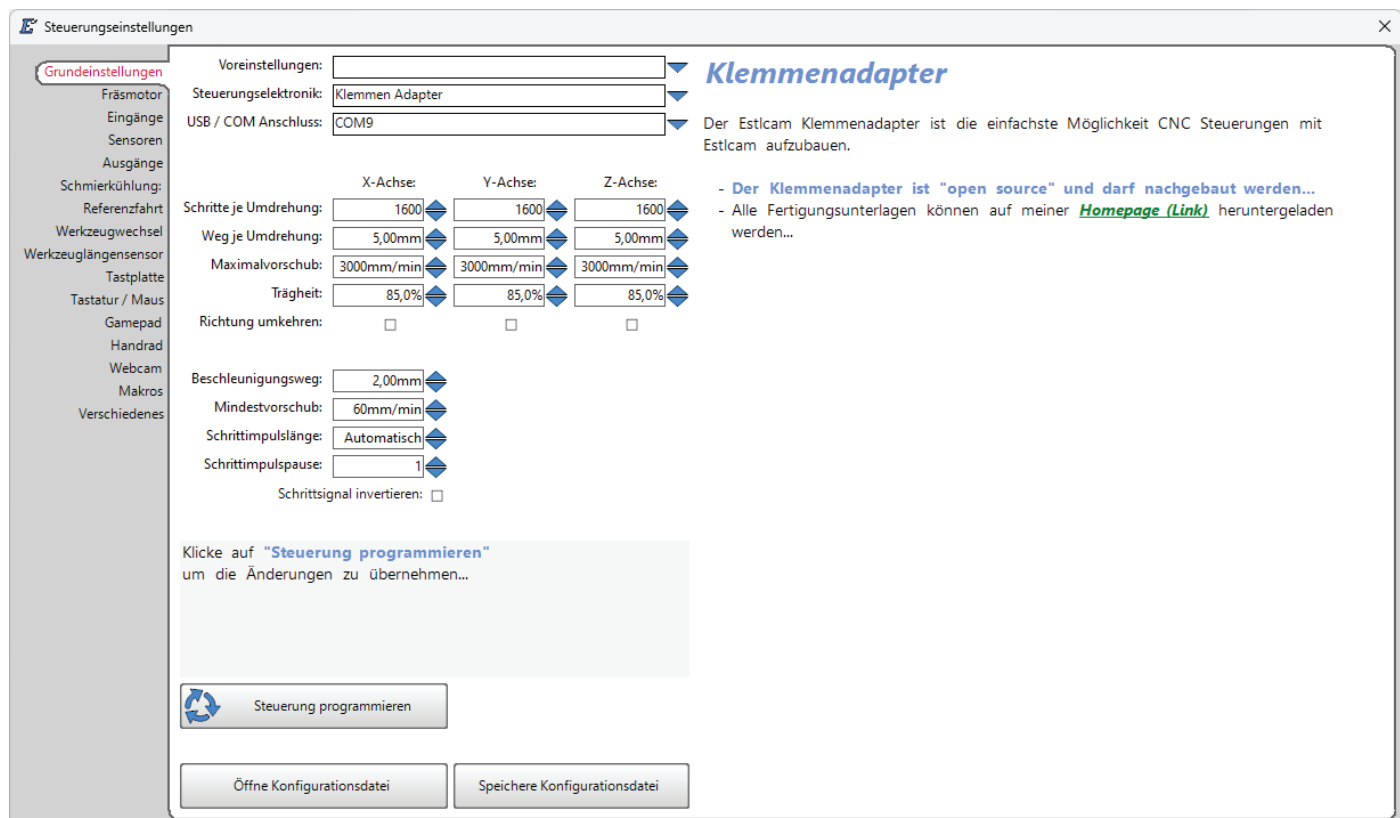 Steuerungseinstellungen
Grundeinstellungen
Fräsmotor
Eingänge
Sensoren
Ausgänge
Schmierkühlung:
Referenzfahrt
Werkzeugwechsel
Werkzeuglängensensor
Tastplatte
Tastatur / Maus
Gamepad
Handrad
Webcam
Makros
Verschiedenes
Voreinstellungen:
Steuerungselektronik: Klemmen Adapter
USB / COM Anschluss: COM9
X-Achse: Y-Achse: Z-Achse:
Schritte je Umdrehung: 1600 1600 1600
Weg je Umdrehung: 5,00mm 5,00mm 5,00mm
Maximalvorschub: 3000mm/min 3000mm/min 3000mm/min
Trägheit: 85,0% 85,0% 85,0%
Richtung umkehren:
Beschleunigungsweg: 2,00mm
Mindestvorschub: 60mm/min
Schrittimpulslänge: Automatisch
Schrittimpulspause: 1
Schrittsignal invertieren:
Klicke auf "Steuerung programmieren"
um die Änderungen zu übernehmen...
Steuerung programmieren
Öffne Konfigurationsdatei Speichere Konfigurationsdatei
Klemmenadapter
Der Estlcam Klemmenadapter ist die einfachste Möglichkeit CNC Steuerungen mit
Estlcam aufzubauen.
- Der Klemmenadapter ist "open source" und darf nachgebaut werden...
- Alle Fertigungsunterlagen können auf meiner Homepage (Link) heruntergeladen
werden...